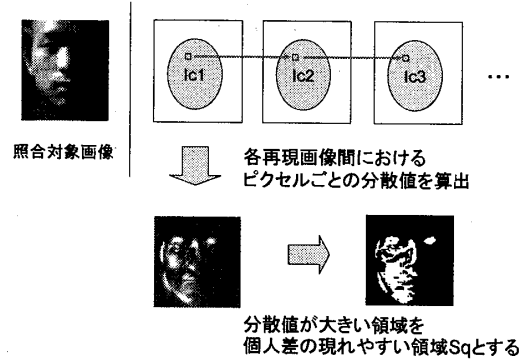 Ic1
Ic2
Ic3
...
照合対象画像
各再現画像間における
ピクセルごとの分散値を算出
分散値が大きい領域を
個人差の現れやすい領域Sqとする